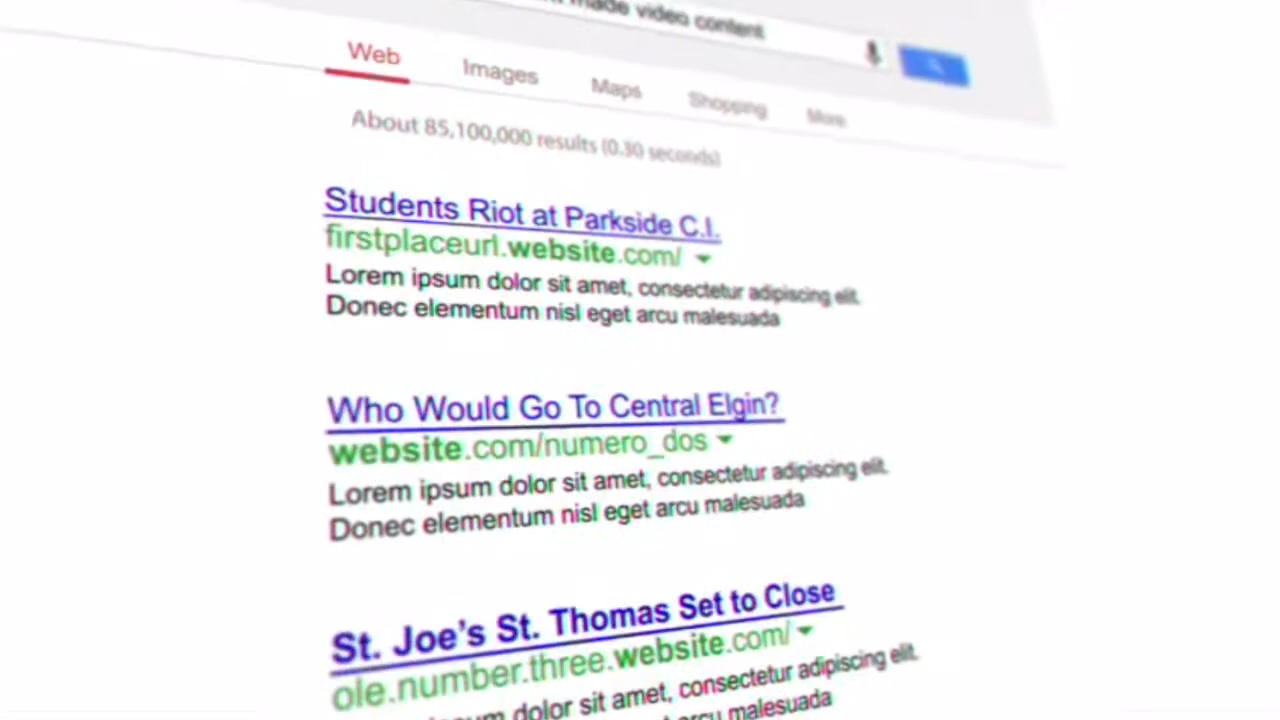 made video content
Web Images Maps Shopping More
About 85,100,000 results (0.30 seconds)
Students Riot at Parkside C.I.
firstplaceurl.website.com/
Lorem ipsum dolor sit amet, consectetur adipiscing elit.
Donec elementum nisl eget arcu malesuada
Who Would Go To Central Elgin?
website.com/numero_dos
Lorem ipsum dolor sit amet, consectetur adipiscing elit.
Donec elementum nisl eget arcu malesuada
St. Joe's St. Thomas Set to Close
ole.number.three.website.com/
dolor sit amet, consectetur adipiscing elit.
arcu malesuada